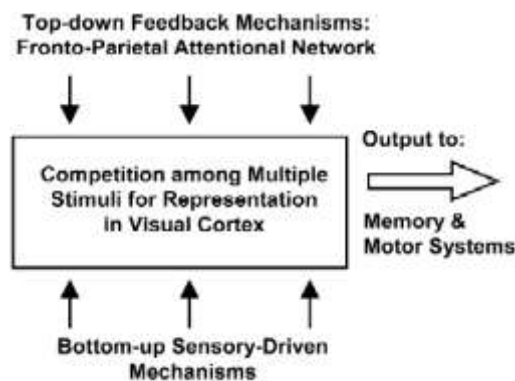 Top-down Feedback Mechanisms:
Fronto-Parietal Attentional Network
Competition among Multiple
Stimuli for Representation
in Visual Cortex
Output to:
Memory &
Motor Systems
Bottom-up Sensory-Driven
Mechanisms